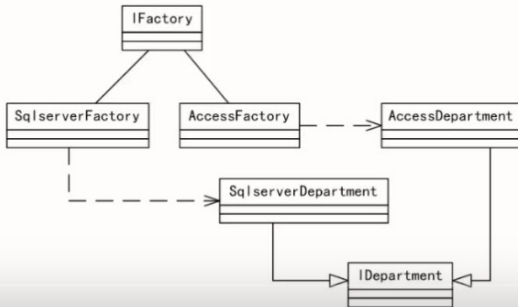 IFactory
SqlserverFactory
AccessFactory
AccessDepartment
SqlserverDepartment
IDepartment